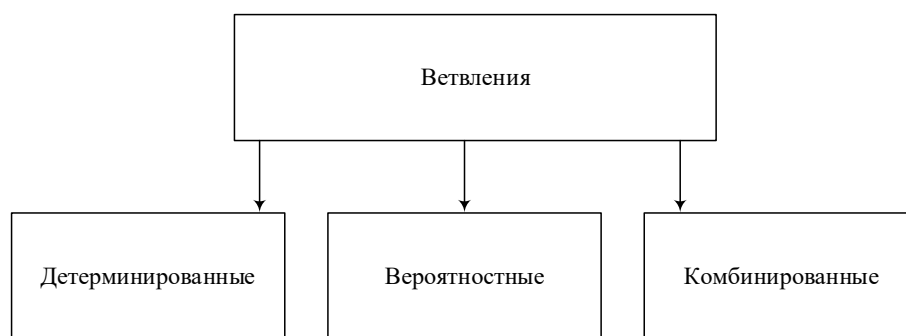 Ветвления
Детерминированные
Вероятностные
Комбинированные